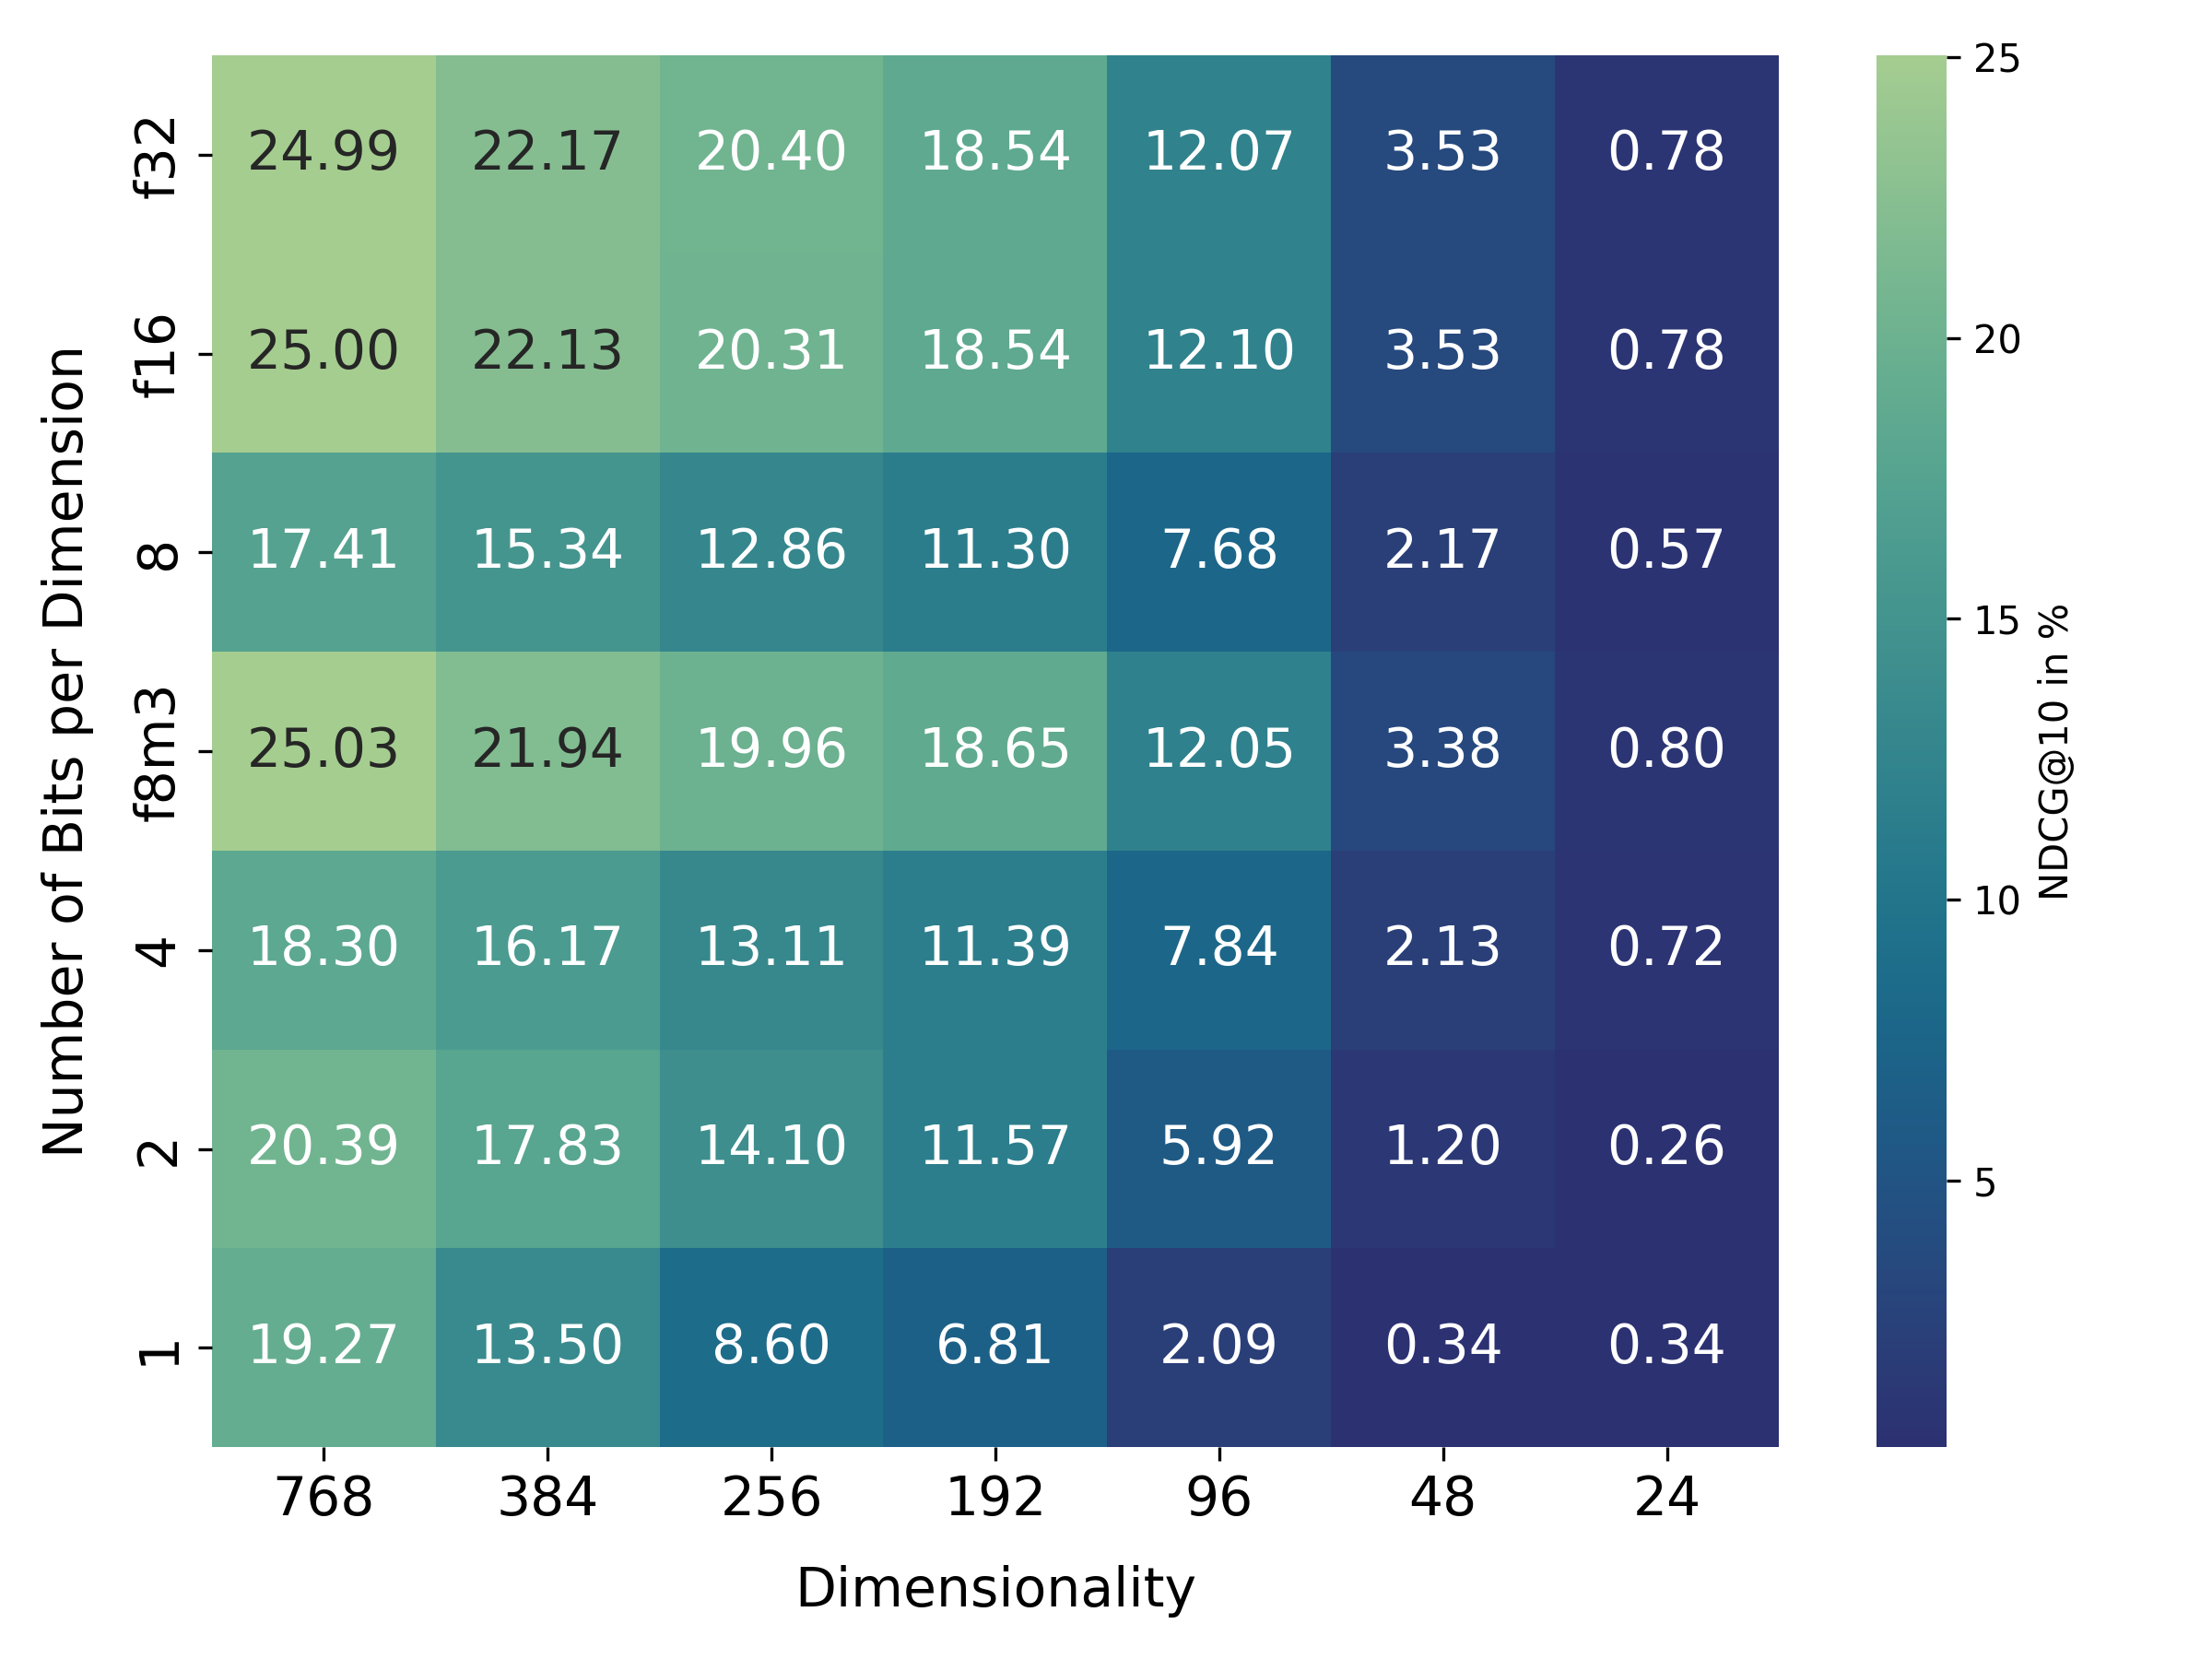 Number of Bits per Dimension
f32 24.99 22.17 20.40 18.54 12.07 3.53 0.78
f16 25.00 22.13 20.31 18.54 12.10 3.53 0.78
8 17.41 15.34 12.86 11.30 7.68 2.17 0.57
f8m3 25.03 21.94 19.96 18.65 12.05 3.38 0.80
4 18.30 16.17 13.11 11.39 7.84 2.13 0.72
2 20.39 17.83 14.10 11.57 5.92 1.20 0.26
1 19.27 13.50 8.60 6.81 2.09 0.34 0.34
768 384 256 192 96 48 24
Dimensionality
25
20
15
10
5
NDCG@10 in %